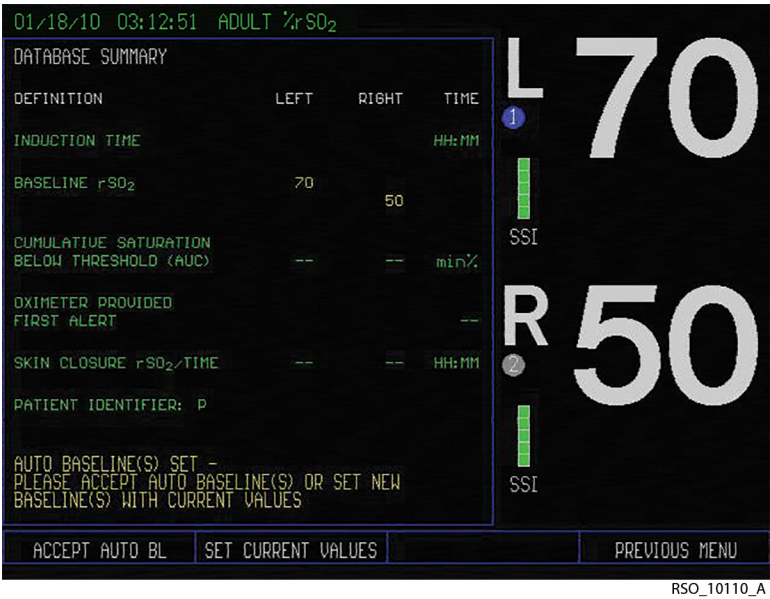 01/18/10 03:12:51 ADULT %rSO₂
DATABASE SUMMARY
DEFINITION LEFT RIGHT TIME
INDUCTION TIME HH:MM
BASELINE rSO₂ 70
50
CUMULATIVE SATURATION
BELOW THRESHOLD (AUC) -- -- min%
OXIMETER PROVIDED
FIRST ALERT --
SKIN CLOSURE rSO₂/TIME -- -- HH:MM
PATIENT IDENTIFIER: P
AUTO BASELINE(S) SET -
PLEASE ACCEPT AUTO BASELINE(S) OR SET NEW
BASELINE(S) WITH CURRENT VALUES
L 70
1
SSI
R 50
2
SSI
ACCEPT AUTO BL SET CURRENT VALUES PREVIOUS MENU
RSO_10110_A